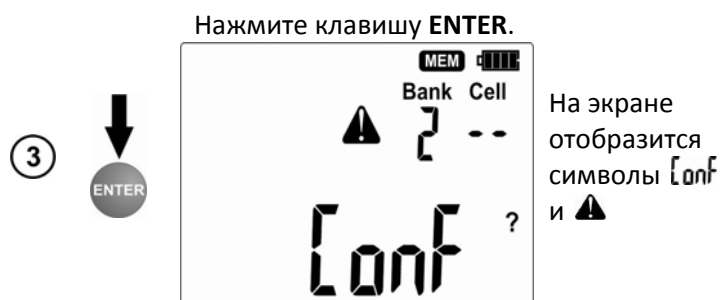 Нажмите клавишу ENTER.
MEM
Bank Cell
2 --
3
ENTER
ConF ?
На экране
отобразится
символы ConF
и